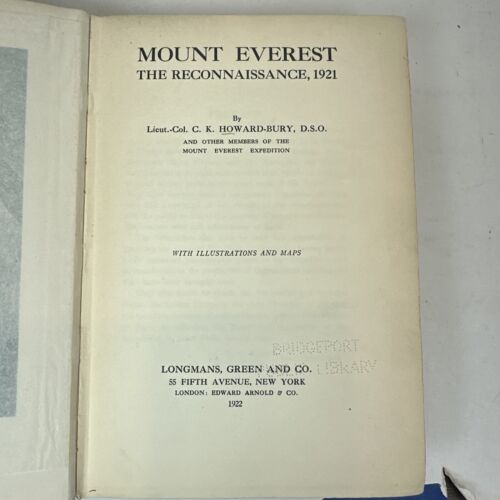 MOUNT EVEREST
THE RECONNAISSANCE, 1921
By
Lieut.-Col. C. K. HOWARD-BURY, D.S.O.
AND OTHER MEMBERS OF THE
MOUNT EVEREST EXPEDITION
WITH ILLUSTRATIONS AND MAPS
BRIDGEPORT
LIBRARY
LONGMANS, GREEN AND CO.
55 FIFTH AVENUE, NEW YORK
LONDON: EDWARD ARNOLD & CO.
1922